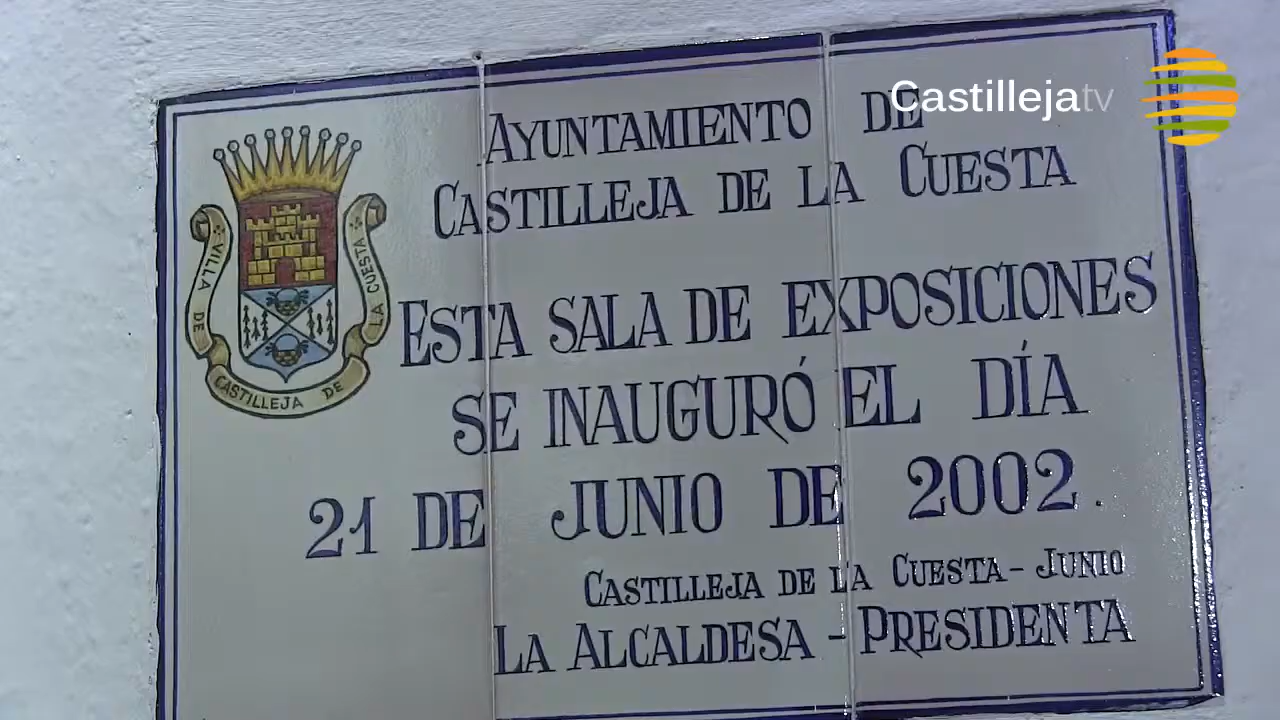 Castillejatv
AYUNTAMIENTO DE
CASTILLEJA DE LA CUESTA
VILLA DE CASTILLEJA DE LA CUESTA
ESTA SALA DE EXPOSICIONES
SE INAUGURÓ EL DÍA
21 DE JUNIO DE 2002.
CASTILLEJA DE LA CUESTA - JUNIO
LA ALCALDESA - PRESIDENTA